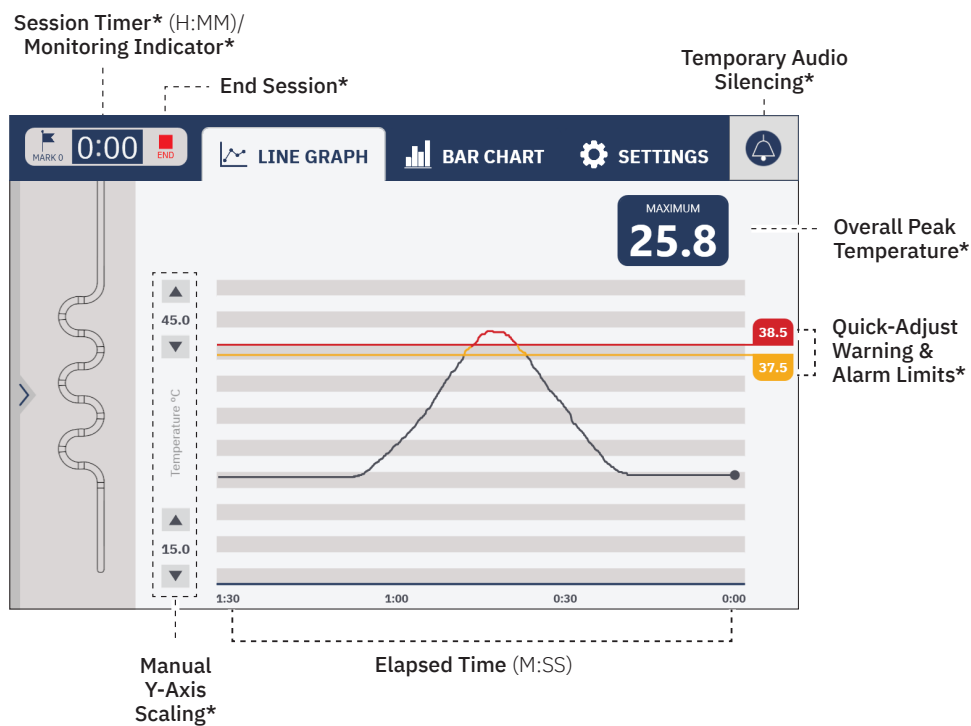 Session Timer* (H:MM)/
Monitoring Indicator*
End Session*
Temporary Audio
Silencing*
MARK 0
0:00
END
LINE GRAPH
BAR CHART
SETTINGS
MAXIMUM
25.8
Overall Peak
Temperature*
45.0
Temperature °C
15.0
38.5
37.5
Quick-Adjust
Warning &
Alarm Limits*
1:30
1:00
0:30
0:00
Elapsed Time (M:SS)
Manual
Y-Axis
Scaling*